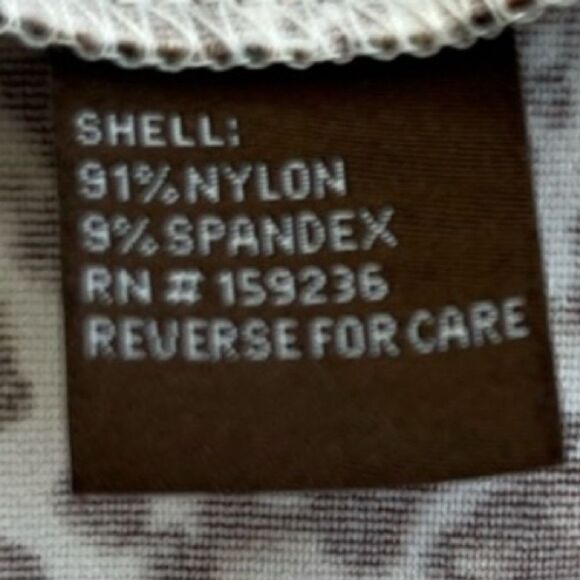 SHELL:
91% NYLON
9% SPANDEX
RN # 159236
REVERSE FOR CARE